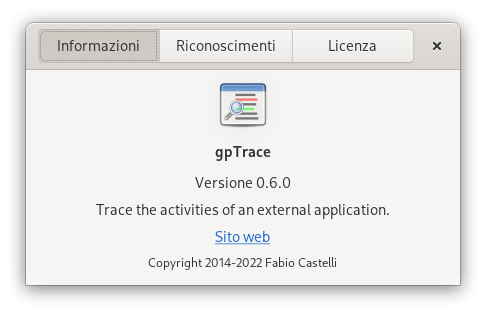 Informazioni Riconoscimenti Licenza
gpTrace
Versione 0.6.0
Trace the activities of an external application.
Sito web
Copyright 2014-2022 Fabio Castelli